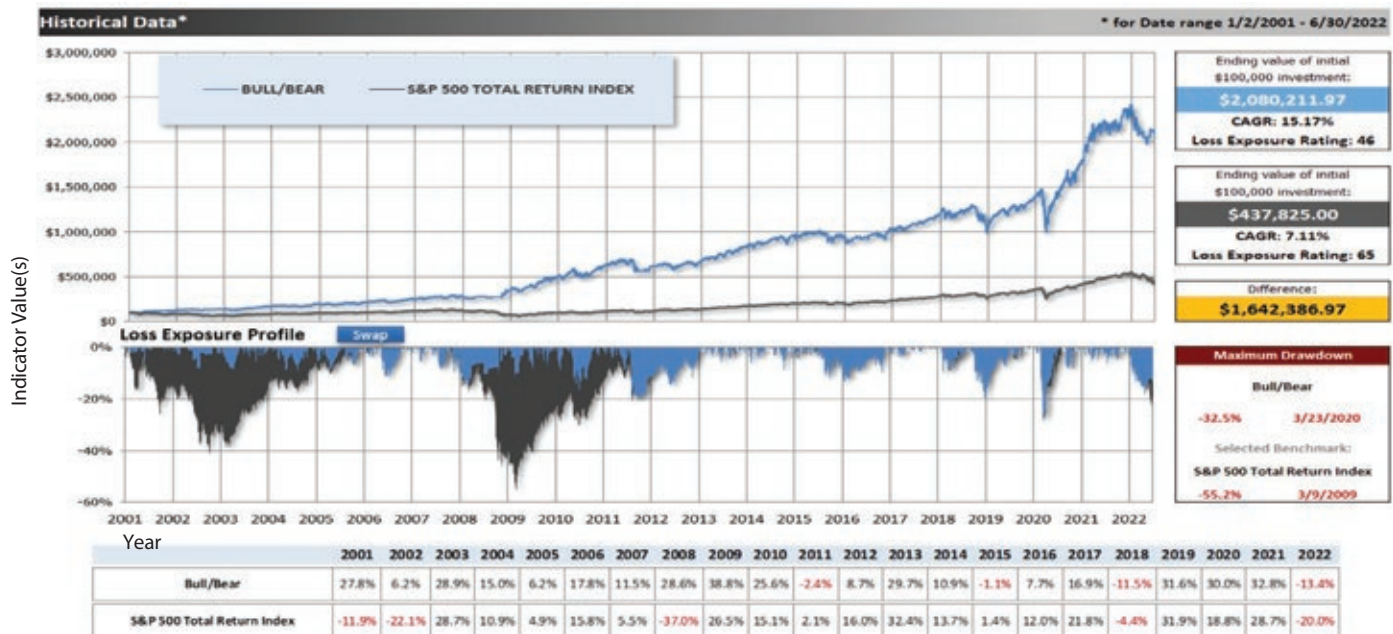 Historical Data*
* for Date range 1/2/2001 - 6/30/2022
$3,000,000
$2,500,000
$2,000,000
$1,500,000
$1,000,000
$500,000
$0
BULL/BEAR
S&P 500 TOTAL RETURN INDEX
Ending value of initial
$100,000 investment:
$2,080,211.97
CAGR: 15.17%
Loss Exposure Rating: 46
Ending value of initial
$100,000 investment:
$437,825.00
CAGR: 7.11%
Loss Exposure Rating: 65
Difference:
$1,642,386.97
Indicator Value(s)
Loss Exposure Profile
Swap
0%
-20%
-40%
-60%
Maximum Drawdown
Bull/Bear
-32.5% 3/23/2020
Selected Benchmark:
S&P 500 Total Return Index
-55.2% 3/9/2009
2001 2002 2003 2004 2005 2006 2007 2008 2009 2010 2011 2012 2013 2014 2015 2016 2017 2018 2019 2020 2021 2022
Year
2001 2002 2003 2004 2005 2006 2007 2008 2009 2010 2011 2012 2013 2014 2015 2016 2017 2018 2019 2020 2021 2022
Bull/Bear 27.8% 6.2% 28.9% 15.0% 6.2% 17.8% 11.5% 28.6% 38.8% 25.6% -2.4% 8.7% 29.7% 10.9% -1.1% 7.7% 16.9% -11.5% 31.6% 30.0% 32.8% -13.4%
S&P 500 Total Return Index -11.9% -22.1% 28.7% 10.9% 4.9% 15.8% 5.5% -37.0% 26.5% 15.1% 2.1% 16.0% 32.4% 13.7% 1.4% 12.0% 21.8% -4.4% 31.9% 18.8% 28.7% -20.0%